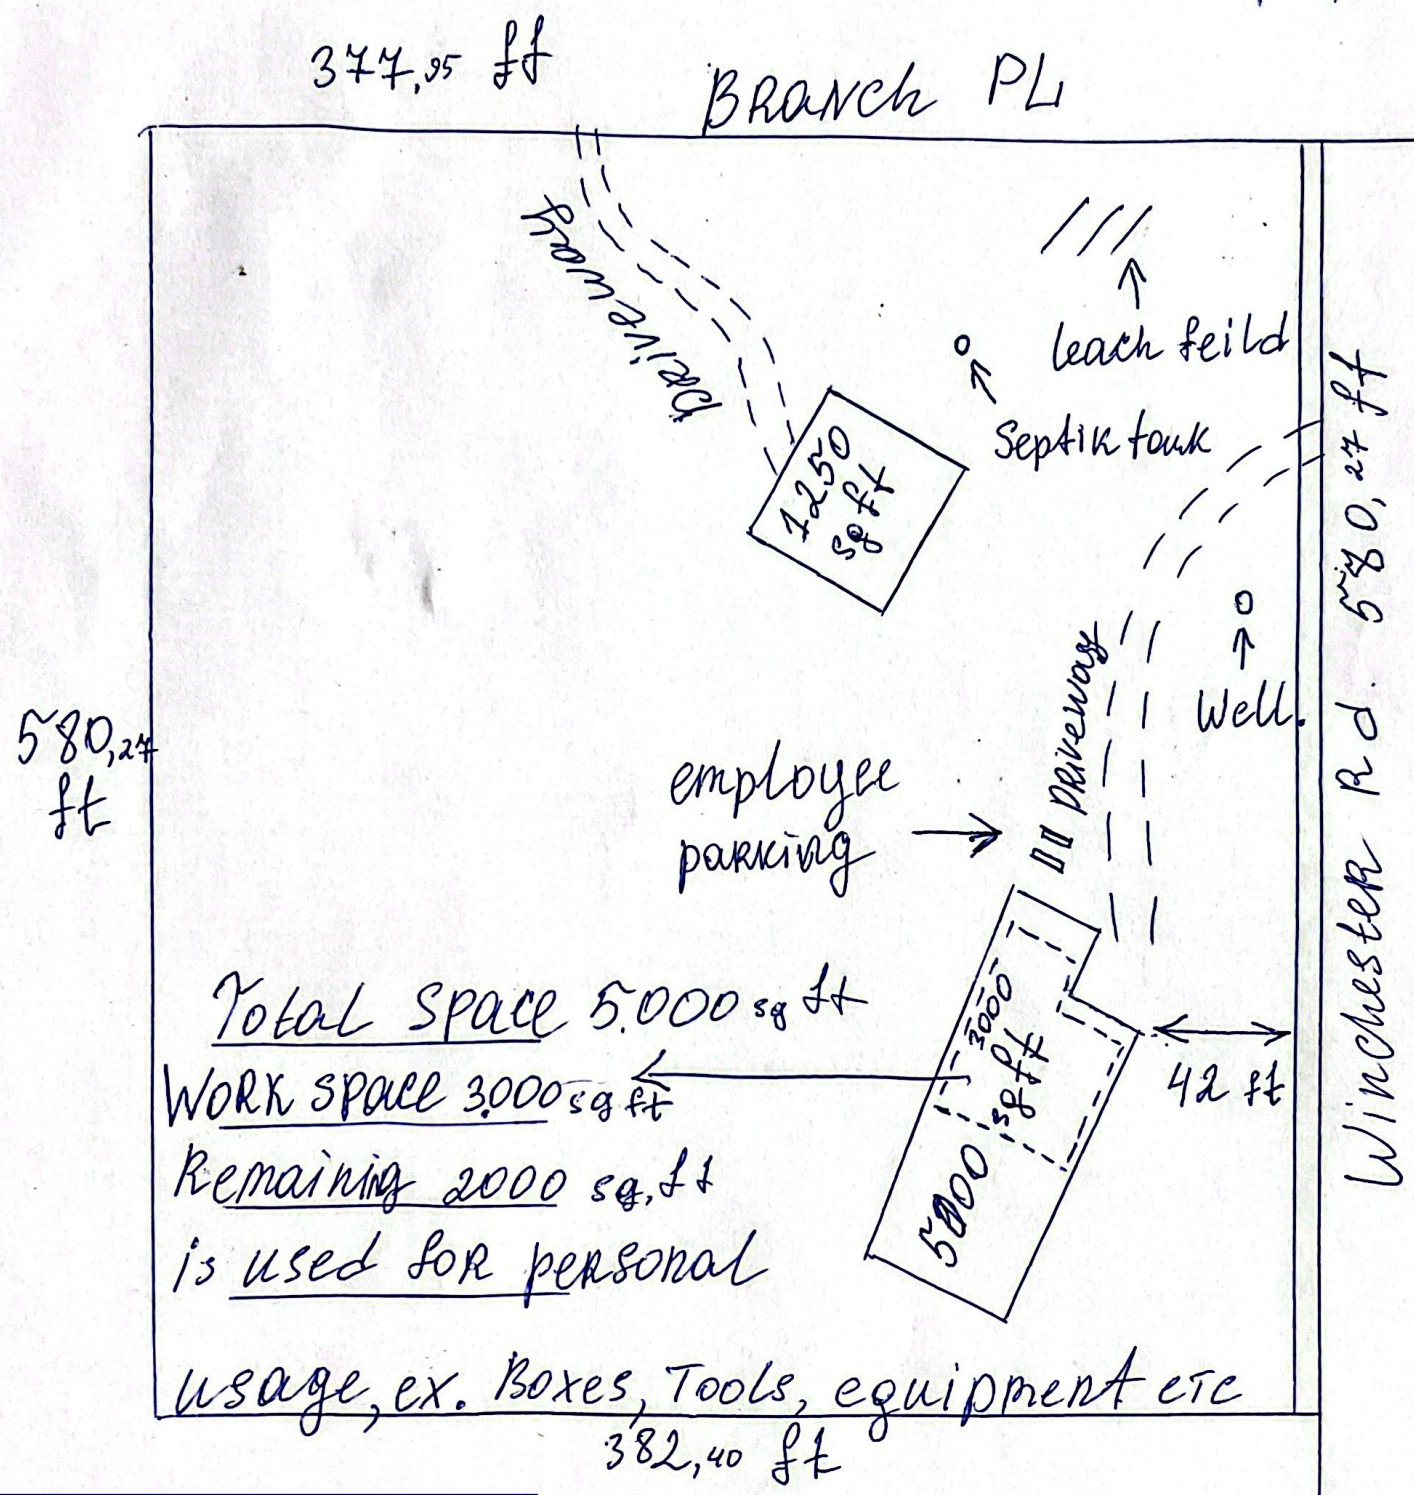 377,95 ft
BRanch PL
Driveway
leach feild
Septik tank
1250
sq ft
580,27 ft
Winchester Rd.
Driveway
Well.
580,27
ft
employee
parking
Total Space 5.000 sq ft
3000
sq ft
42 ft
Work space 3.000 sq ft
5000
Remainig 2000 sq, ft
is used for personal
usage, ex. Boxes, Tools, equipment etc
382,40 ft